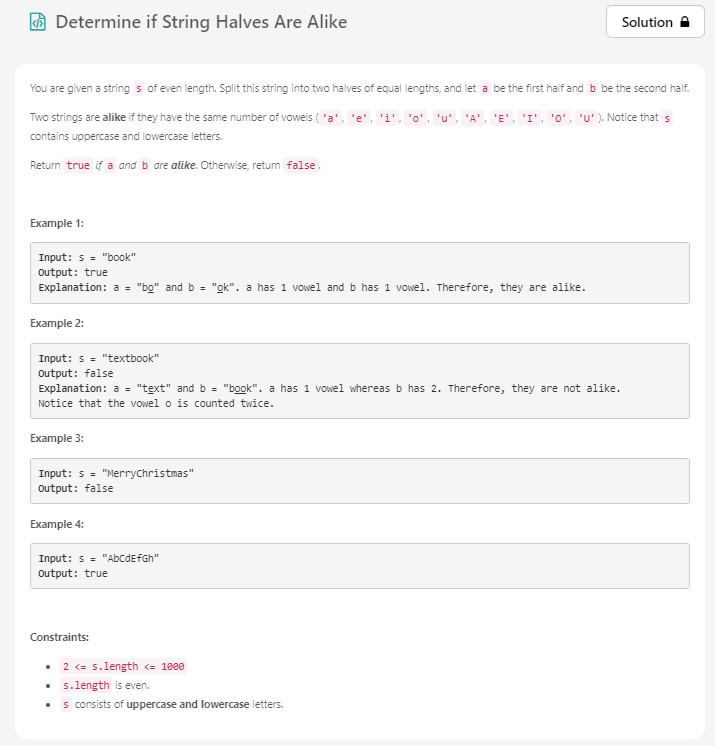 Determine if String Halves Are Alike
Solution
You are given a string s of even length. Split this string into two halves of equal lengths, and let a be the first half and b be the second half.
Two strings are alike if they have the same number of vowels ( 'a', 'e', 'i', 'o', 'u', 'A', 'E', 'I', 'O', 'U' ). Notice that s
contains uppercase and lowercase letters.
Return true if a and b are alike. Otherwise, return false .
Example 1:
Input: s = "book"
Output: true
Explanation: a = "bo" and b = "ok". a has 1 vowel and b has 1 vowel. Therefore, they are alike.
Example 2:
Input: s = "textbook"
Output: false
Explanation: a = "text" and b = "book". a has 1 vowel whereas b has 2. Therefore, they are not alike.
Notice that the vowel o is counted twice.
Example 3:
Input: s = "MerryChristmas"
Output: false
Example 4:
Input: s = "AbCdEfGh"
Output: true
Constraints:
• 2 <= s.length <= 1000
• s.length is even.
• s consists of uppercase and lowercase letters.